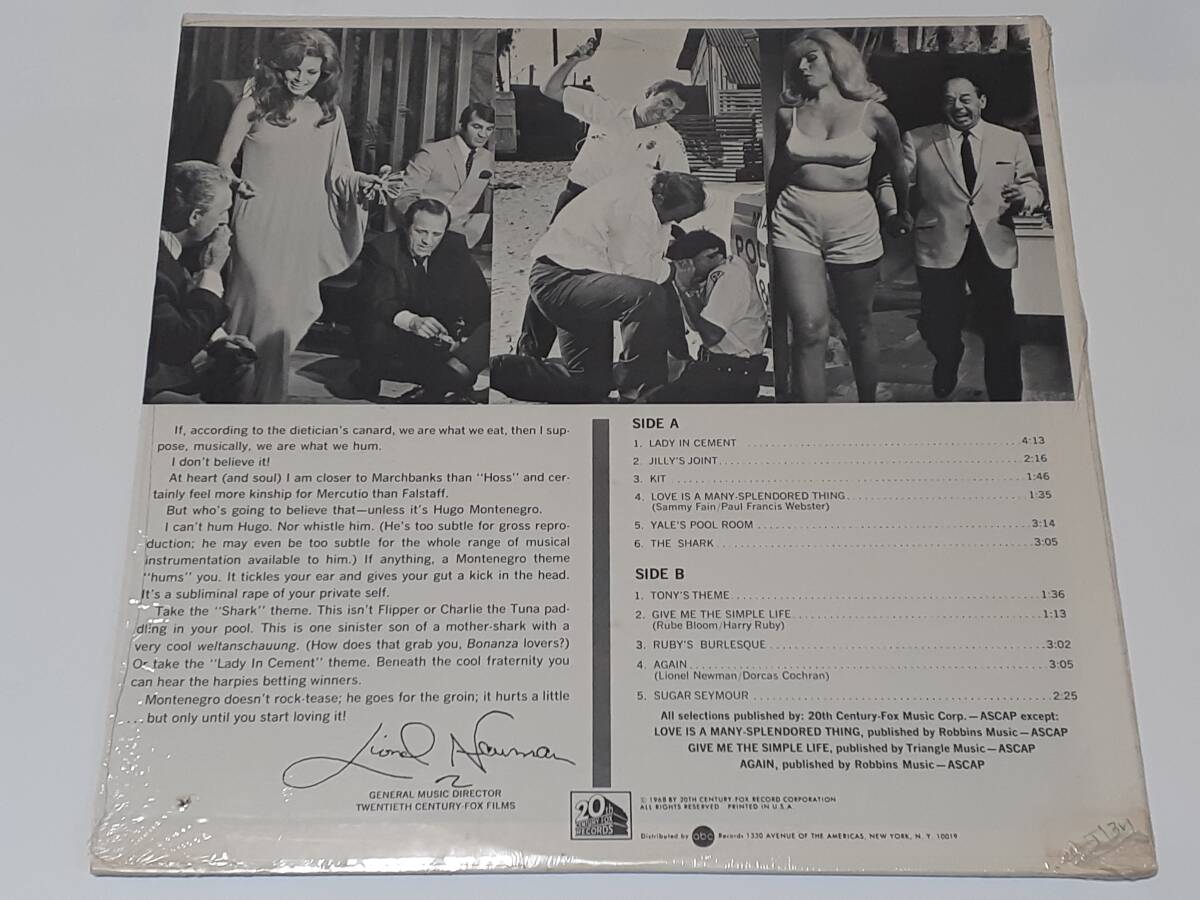 POL
If, according to the dietician's canard, we are what we eat, then I sup-
pose, musically, we are what we hum.
I don't believe it!
At heart (and soul) I am closer to Marchbanks than "Hoss" and cer-
tainly feel more kinship for Mercutio than Falstaff.
But who's going to believe that—unless it's Hugo Montenegro.
I can't hum Hugo. Nor whistle him. (He's too subtle for gross repro-
duction; he may even be too subtle for the whole range of musical
instrumentation available to him.) If anything, a Montenegro theme
"hums" you. It tickles your ear and gives your gut a kick in the head.
It's a subliminal rape of your private self.
Take the "Shark" theme. This isn't Flipper or Charlie the Tuna pad-
dling in your pool. This is one sinister son of a mother-shark with a
very cool weltanschauung. (How does that grab you, Bonanza lovers?)
Or take the "Lady In Cement" theme. Beneath the cool fraternity you
can hear the harpies betting winners.
Montenegro doesn't rock-tease; he goes for the groin; it hurts a little
... but only until you start loving it!
Lionel Newman
GENERAL MUSIC DIRECTOR
TWENTIETH CENTURY-FOX FILMS
SIDE A
1. LADY IN CEMENT ........ 4:13
2. JILLY'S JOINT ........ 2:16
3. KIT ........ 1:46
4. LOVE IS A MANY-SPLENDORED THING ........ 1:35
(Sammy Fain/Paul Francis Webster)
5. YALE'S POOL ROOM ........ 3:14
6. THE SHARK ........ 3:05
SIDE B
1. TONY'S THEME ........ 1:36
2. GIVE ME THE SIMPLE LIFE ........ 1:13
(Rube Bloom/Harry Ruby)
3. RUBY'S BURLESQUE ........ 3:02
4. AGAIN ........ 3:05
(Lionel Newman/Dorcas Cochran)
5. SUGAR SEYMOUR ........ 2:25
All selections published by: 20th Century-Fox Music Corp.—ASCAP except:
LOVE IS A MANY-SPLENDORED THING, published by Robbins Music—ASCAP
GIVE ME THE SIMPLE LIFE, published by Triangle Music—ASCAP
AGAIN, published by Robbins Music—ASCAP
20th
CENTURY-FOX
RECORDS
© 1968 BY 20TH CENTURY-FOX RECORD CORPORATION
ALL RIGHTS RESERVED PRINTED IN U.S.A.
Distributed by abc Records 1330 AVENUE OF THE AMERICAS, NEW YORK, N. Y. 10019